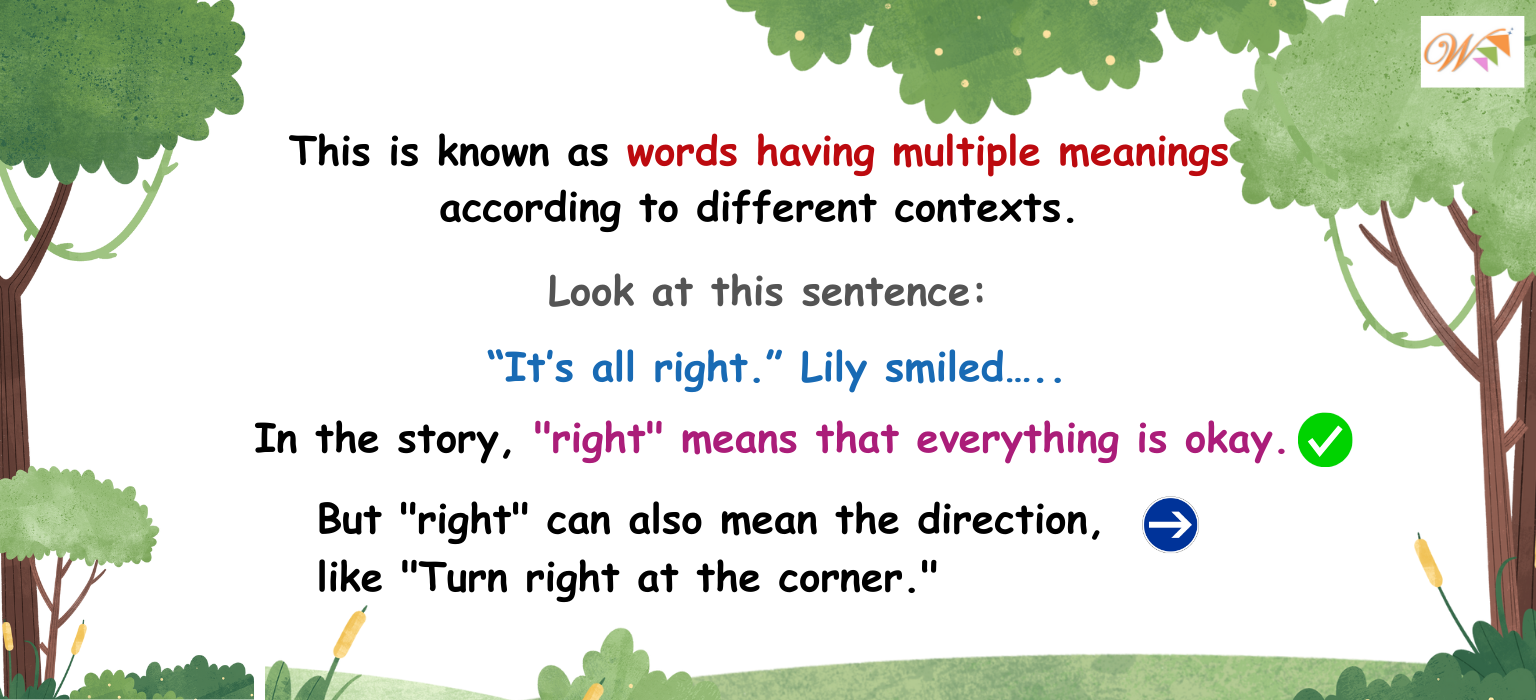 W
This is known as words having multiple meanings
according to different contexts.
Look at this sentence:
“It’s all right.” Lily smiled…..
In the story, "right" means that everything is okay.
But "right" can also mean the direction,
like "Turn right at the corner."